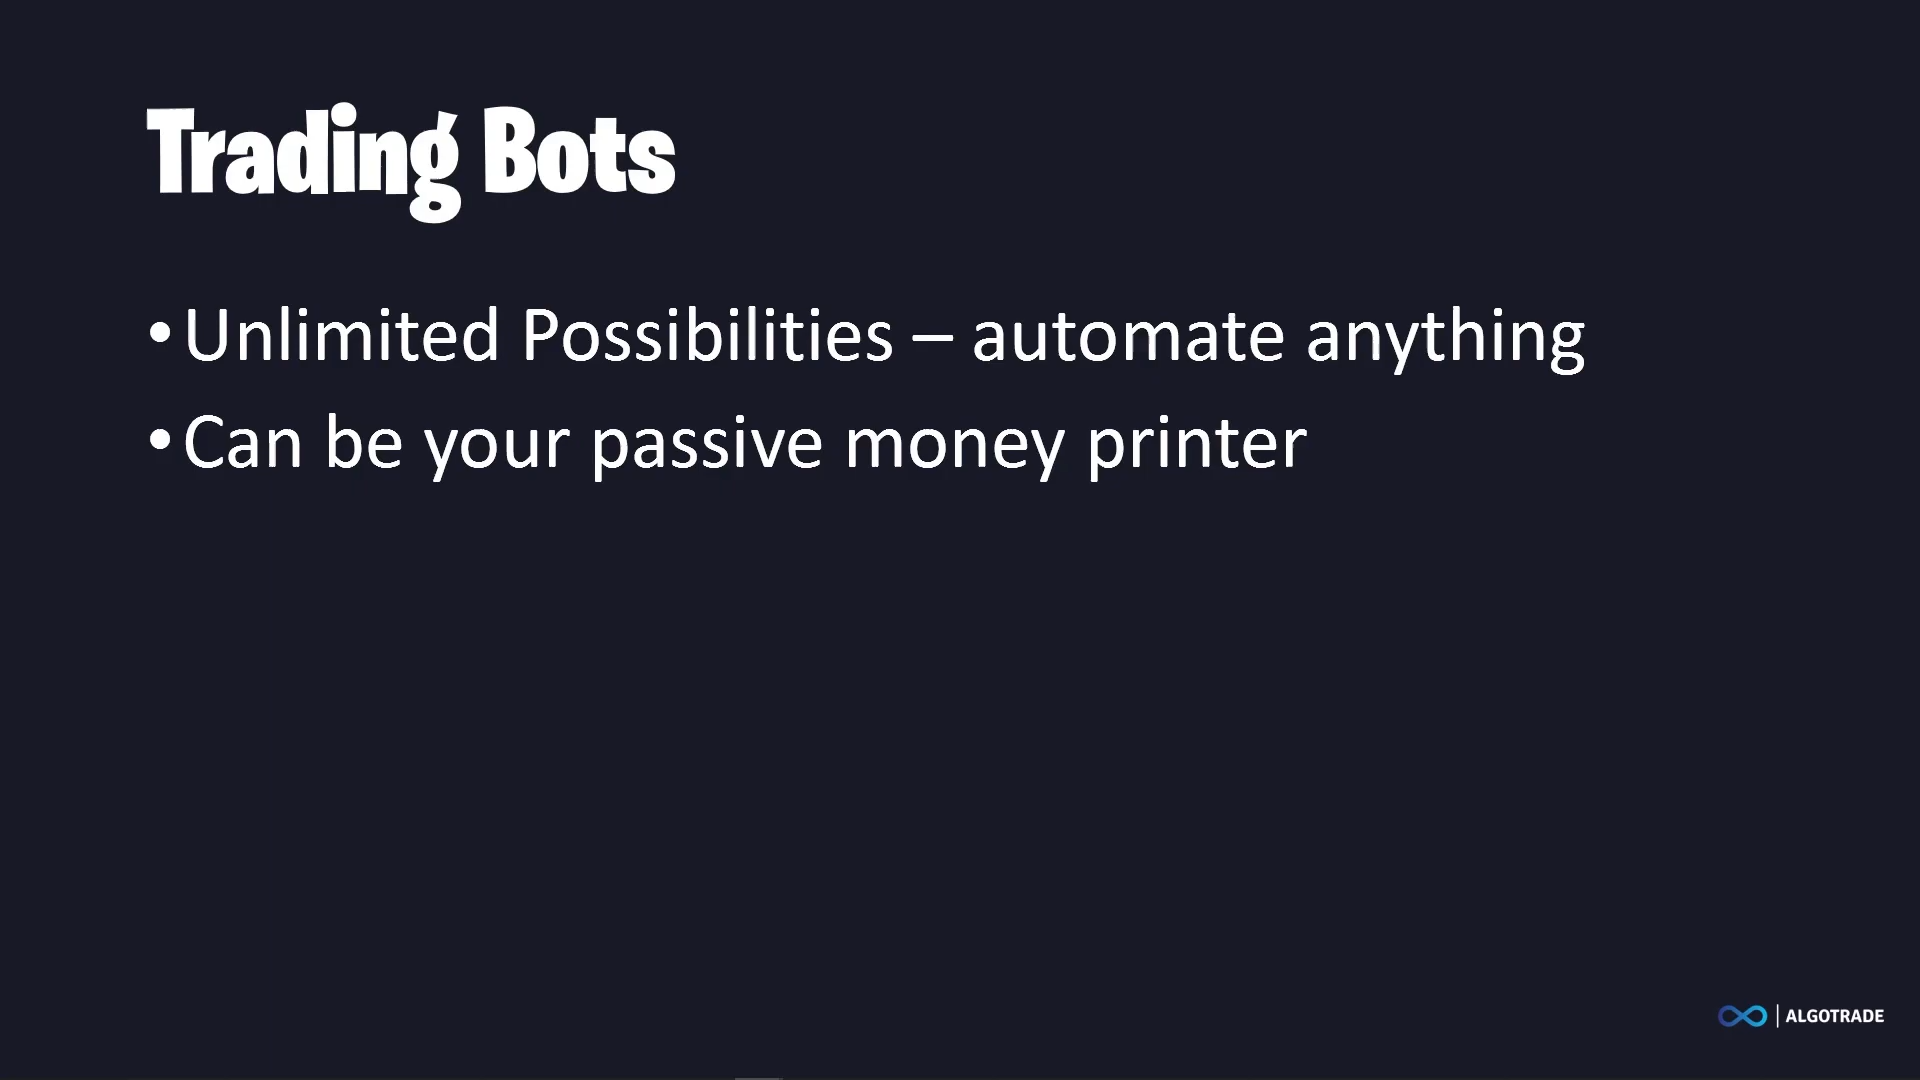 Trading Bots
• Unlimited Possibilities – automate anything
• Can be your passive money printer
ALGOTRADE